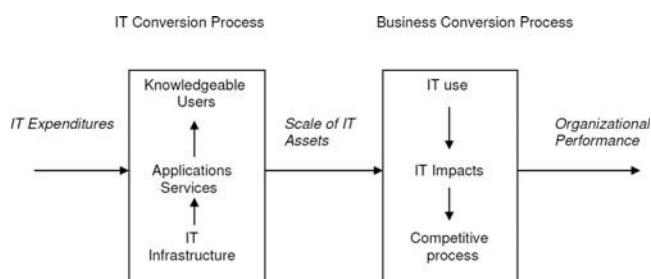 IT Conversion Process
Business Conversion Process
IT Expenditures
Knowledgeable
Users
Applications
Services
IT
Infrastructure
Scale of IT
Assets
IT use
IT Impacts
Competitive
process
Organizational
Performance